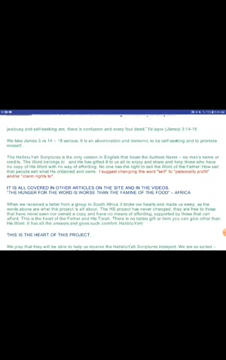 jealousy and self-seeking are, there is confusion and every foul deed." Ya'aqov (James) 3:14-16
We take James 3 vs 14 – 16 serious. It is an abomination and demonic to be self-seeking and to promote
oneself.
The HalleluYah Scriptures is the only version in English that bears the Author's Name – no man's name or
credits. The Word belongs to and He has gifted it to us all to enjoy and share and help those who have
no copy of His Word with no way of affording. No one has the right to sell the Word of the Father. How sad
that people sell what He ordained and owns. I suggest changing the word "sell" to "personally profit"
and/or "claim rights to".
IT IS ALL COVERED IN OTHER ARTICLES ON THE SITE AND IN THE VIDEOS.
"THE HUNGER FOR THE WORD IS WORSE THAN THE FAMINE OF THE FOOD" – AFRICA
When we received a letter from a group in South Africa it broke our hearts and made us weep, as the
words above are what this project is all about. The HS project has never changed, they are free to those
that have never seen nor owned a copy, and have no means of affording, supported by those that can
afford. This is the heart of the Father and His Torah. There is no better gift or item you can give other than
His Word. It has all the answers and gives such comfort. HalleluYah!
THIS IS THE HEART OF THIS PROJECT.
We pray that they will be able to help us receive the HalleluYah Scriptures transport. We are so excited –